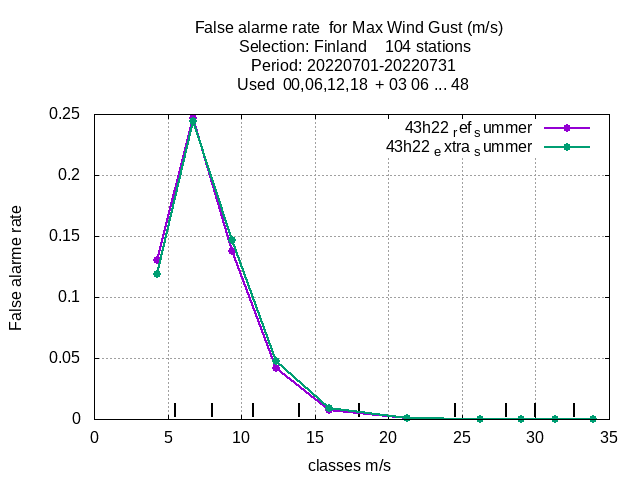 False alarme rate for Max Wind Gust (m/s)
Selection: Finland 104 stations
Period: 20220701-20220731
Used 00,06,12,18 + 03 06 ... 48
0.25
0.2
0.15
0.1
0.05
0
False alarme rate
43h22 ref summer
43h22 extra summer
0 5 10 15 20 25 30 35
classes m/s